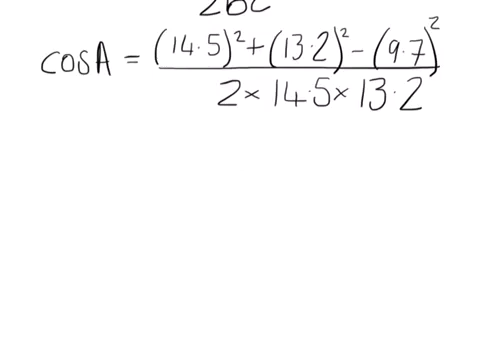 2bc
cosA = (14.5)² + (13.2)² - (9.7)² / 2 × 14.5 × 13.2